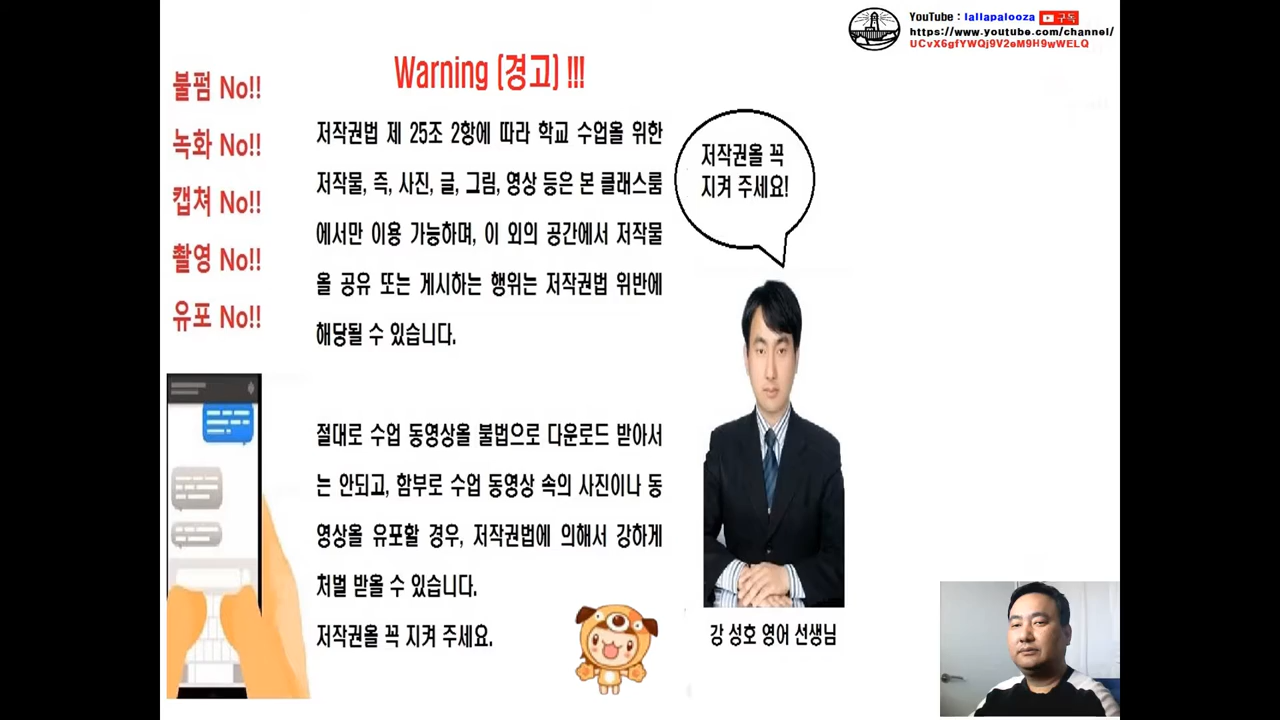 YouTube : lallapalooza 구독
https://www.youtube.com/channel/
UCvX6gfYWQj9V2eM9H9wWELQ
Warning (경고) !!!
불펌 No!!
녹화 No!!
캡쳐 No!!
촬영 No!!
유포 No!!
저작권법 제 25조 2항에 따라 학교 수업을 위한
저작물, 즉, 사진, 글, 그림, 영상 등은 본 클래스룸
에서만 이용 가능하며, 이 외의 공간에서 저작물
을 공유 또는 게시하는 행위는 저작권법 위반에
해당될 수 있습니다.
절대로 수업 동영상을 불법으로 다운로드 받아서
는 안되고, 함부로 수업 동영상 속의 사진이나 동
영상을 유포할 경우, 저작권법에 의해서 강하게
처벌 받을 수 있습니다.
저작권을 꼭 지켜 주세요.
저작권을 꼭
지켜 주세요!
강 성호 영어 선생님